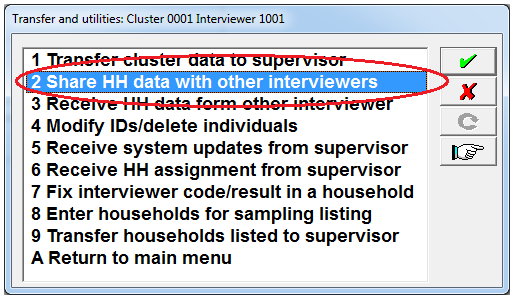 Transfer and utilities: Cluster 0001 Interviewer 1001
1 Transfer cluster data to supervisor
2 Share HH data with other interviewers
3 Receive HH data form other interviewer
4 Modify IDs/delete individuals
5 Receive system updates from supervisor
6 Receive HH assignment from supervisor
7 Fix interviewer code/result in a household
8 Enter households for sampling listing
9 Transfer households listed to supervisor
A Return to main menu